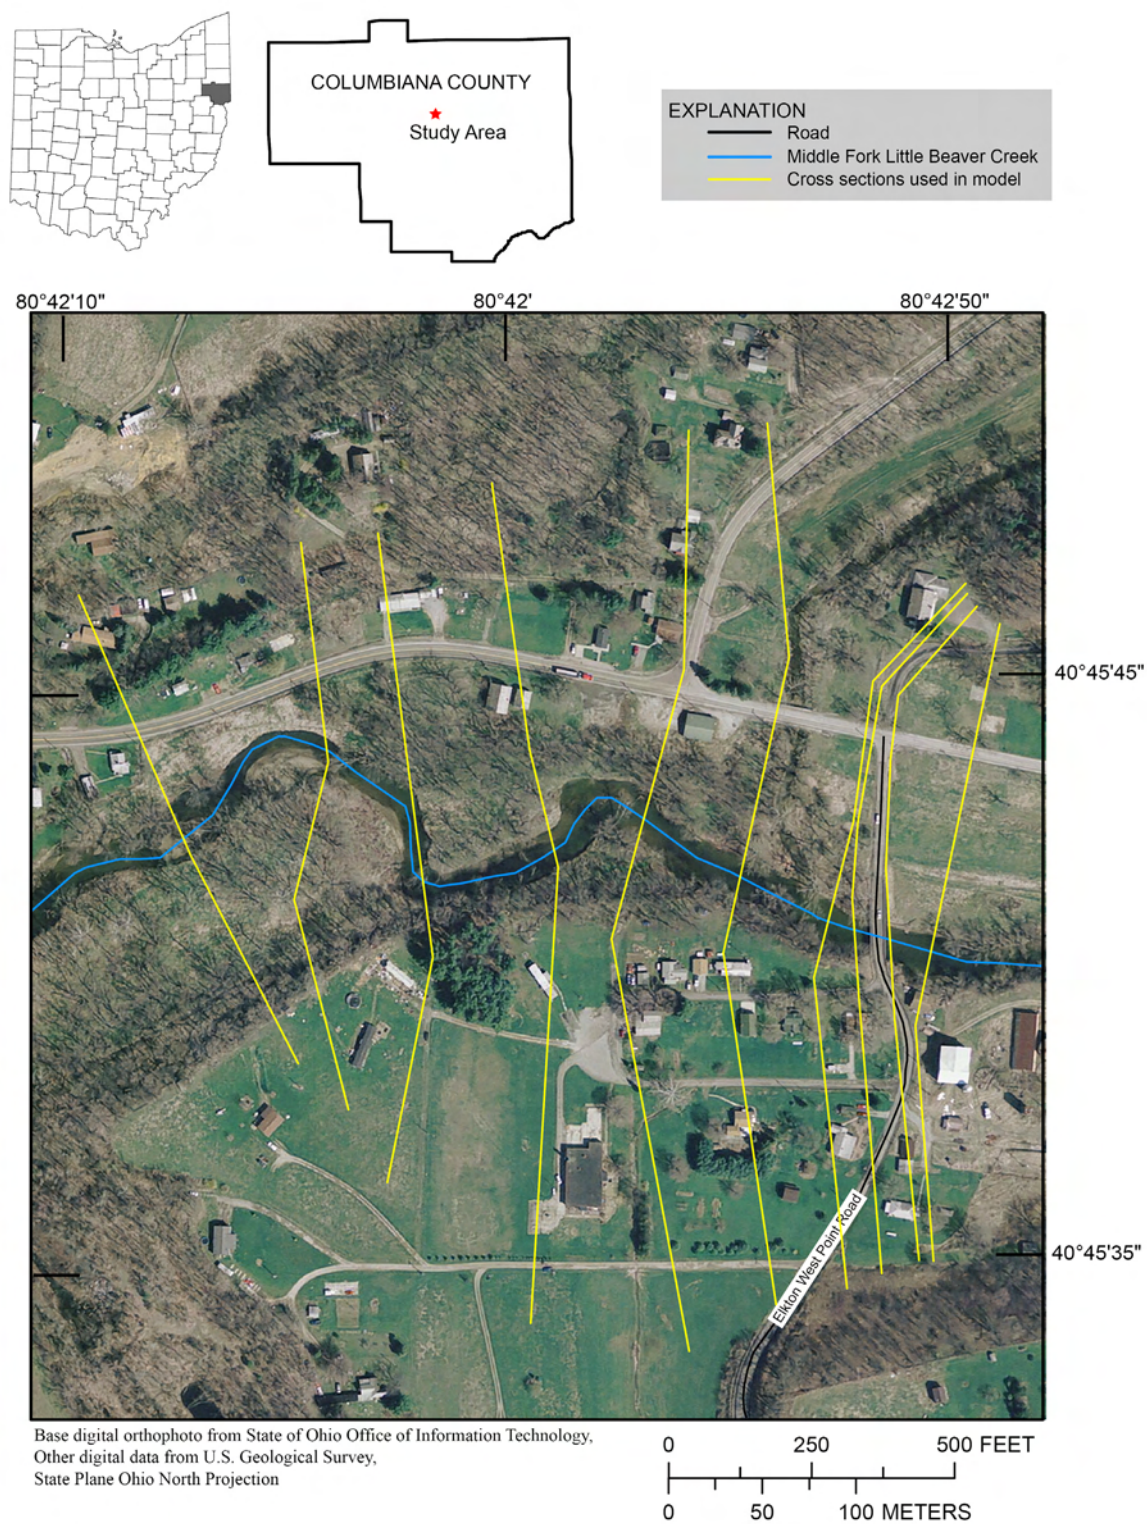 COLUMBIANA COUNTY
Study Area
EXPLANATION
Road
Middle Fork Little Beaver Creek
Cross sections used in model
80°42'10"
80°42'
80°42'50"
40°45'45"
40°45'35"
Elkton West Point Road
Base digital orthophoto from State of Ohio Office of Information Technology,
Other digital data from U.S. Geological Survey,
State Plane Ohio North Projection
0 250 500 FEET
0 50 100 METERS